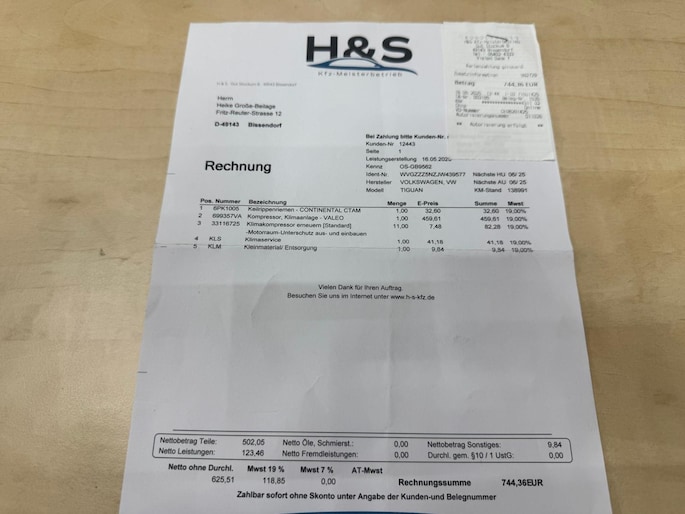 H&S
Kfz-Meisterbetrieb
Herrn
Heike Große-Beilage
Fritz-Reuter-Strasse 12
D-49143 Bissendorf
Bei Zahlung bitte Kunden-Nr.
Kunden-Nr 12443
Seite 1
Leistungserstellung 16.05.
Kennz OS-GB9562
Ident-Nr. WVGZZZ5NZJW439577 Nächste HU 06/ 25
Hersteller VOLKSWAGEN, VW Nächste AU 06/ 25
Modell TIGUAN KM-Stand 138991
Betrag 744,36 EUR
** Autorisierung erfolgt **
Rechnung
Pos. Nummer Bezeichnung Menge E-Preis Summe Mwst
1 6PK1005 Keilrippenriemen - CONTINENTAL CTAM 1,00 32,60 32,60 19,00%
2 699357VA Kompressor, Klimaanlage - VALEO 1,00 459,61 459,61 19,00%
3 33116725 Klimakompressor erneuern [Standard] 11,00 7,48 82,28 19,00%
-Motorraum-Unterschutz aus- und einbauen
4 KLS Klimaservice 1,00 41,18 41,18 19,00%
5 KLM Kleinmaterial/ Entsorgung 1,00 9,84 9,84 19,00%
Vielen Dank für Ihren Auftrag.
Besuchen Sie uns im Internet unter www.h-s-kfz.de
Nettobetrag Teile: 502,05 Netto Öle, Schmierst.: 0,00 Nettobetrag Sonstiges: 9,84
Netto Leistungen: 123,46 Netto Fremdleistungen: 0,00 Durchl. gem. §10 / 1 UstG: 0,00
Netto ohne Durchl. Mwst 19 % Mwst 7 % AT-Mwst
625,51 118,85 0,00 Rechnungssumme 744,36EUR
Zahlbar sofort ohne Skonto unter Angabe der Kunden-und Belegnummer